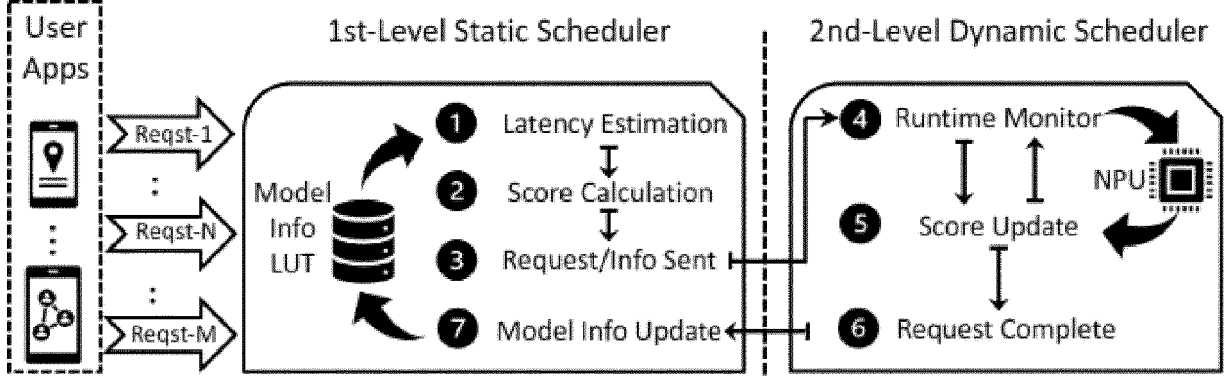 User
Apps
1st-Level Static Scheduler
2nd-Level Dynamic Scheduler
Reqst-1
Reqst-N
Reqst-M
Model
Info
LUT
1 Latency Estimation
2 Score Calculation
3 Request/Info Sent
7 Model Info Update
4 Runtime Monitor
NPU
5 Score Update
6 Request Complete